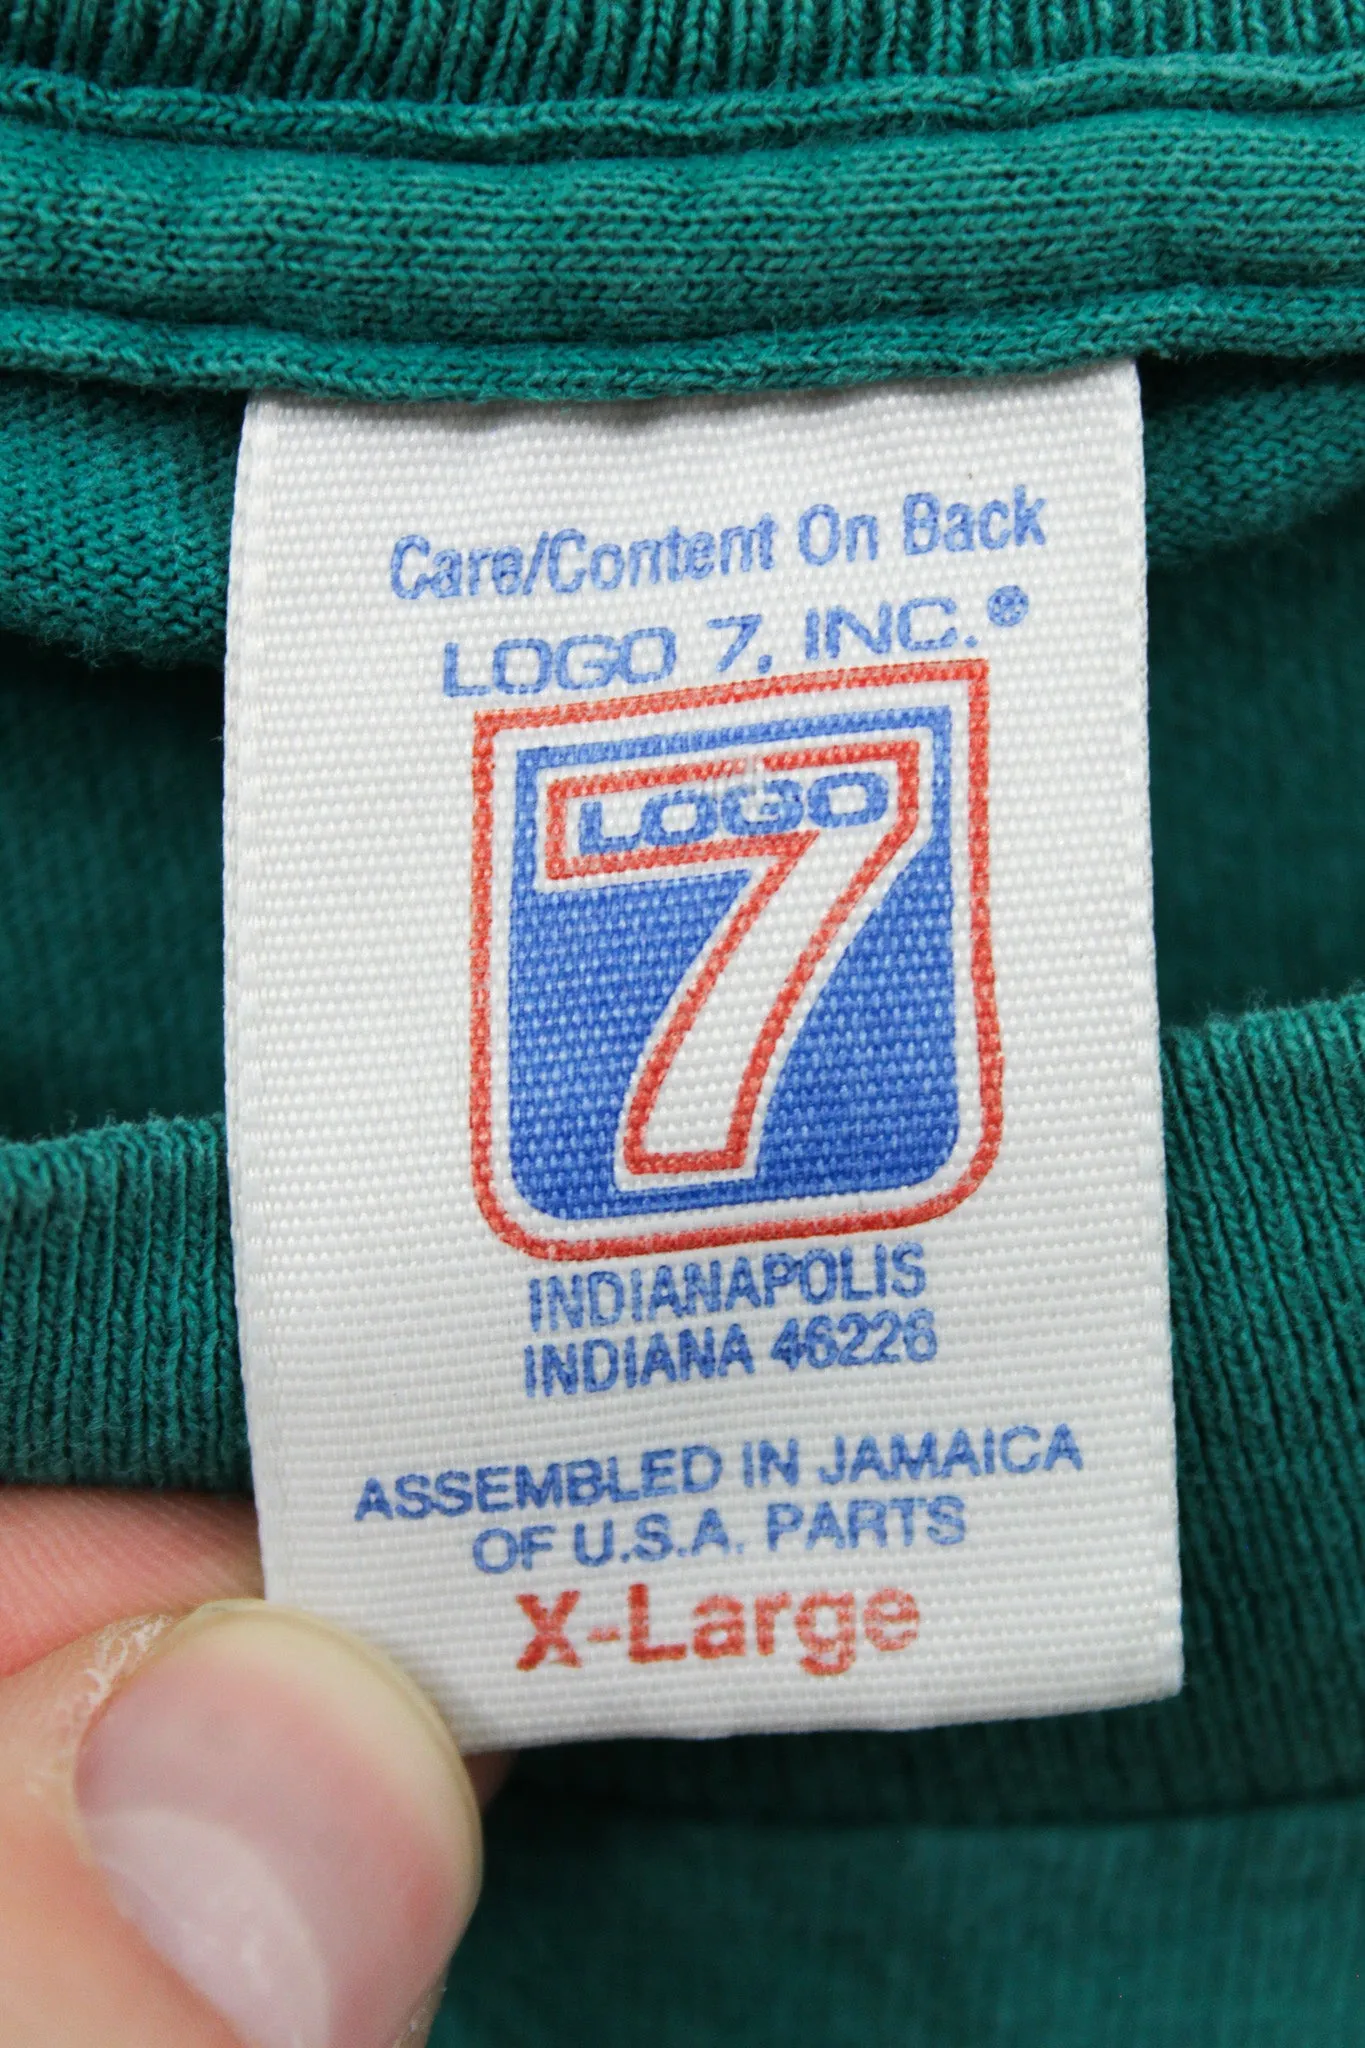 Care/Content On Back
LOGO 7, INC.®
LOGO
7
INDIANAPOLIS
INDIANA 46226
ASSEMBLED IN JAMAICA
OF U.S.A. PARTS
X-Large